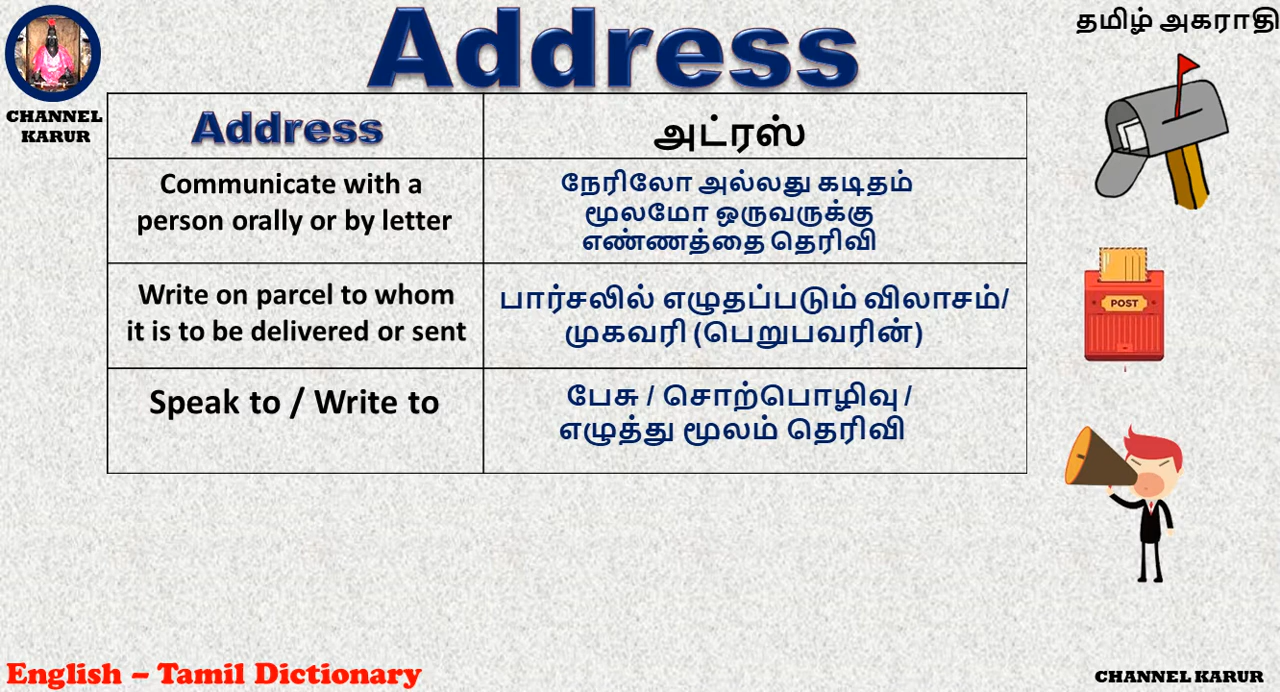 Address
தமிழ் அகராதி
CHANNEL
KARUR
Address
அட்ரஸ்
Communicate with a
person orally or by letter
நேரிலோ அல்லது கடிதம்
மூலமோ ஒருவருக்கு
எண்ணத்தை தெரிவி
Write on parcel to whom
it is to be delivered or sent
பார்சலில் எழுதப்படும் விலாசம்/
முகவரி (பெறுபவரின்)
Speak to / Write to
பேசு / சொற்பொழிவு /
எழுத்து மூலம் தெரிவி
POST
English – Tamil Dictionary
CHANNEL KARUR